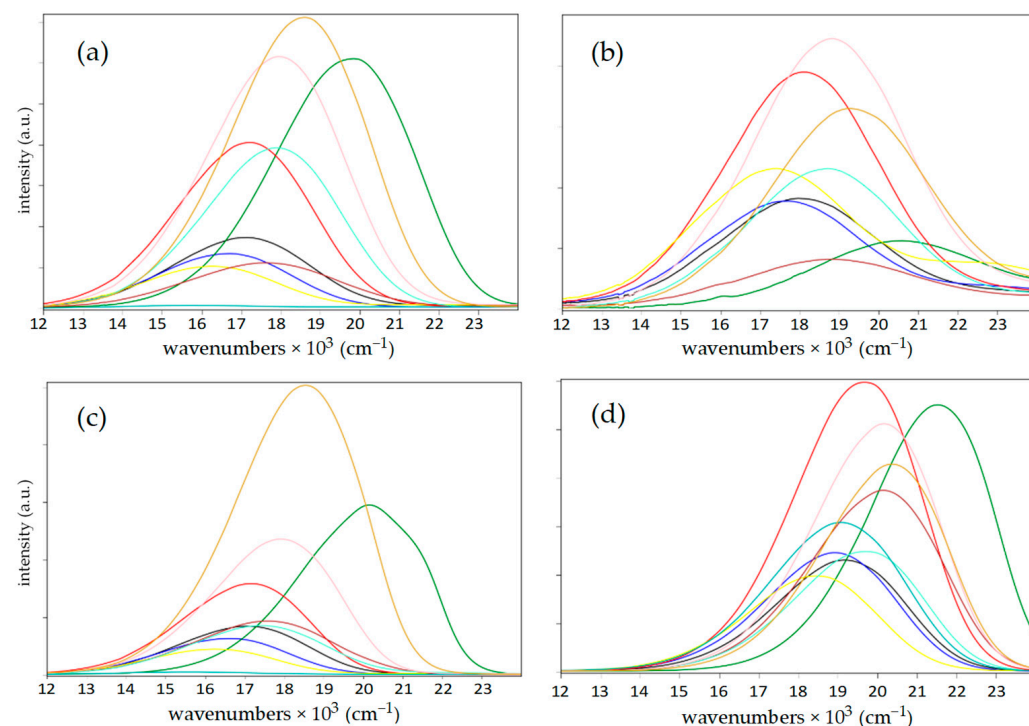 (a)
intensity (a.u.)
12 13 14 15 16 17 18 19 20 21 22 23
wavenumbers × 10³ (cm⁻¹)
(b)
12 13 14 15 16 17 18 19 20 21 22 23
wavenumbers × 10³ (cm⁻¹)
(c)
intensity (a.u.)
12 13 14 15 16 17 18 19 20 21 22 23
wavenumbers × 10³ (cm⁻¹)
(d)
12 13 14 15 16 17 18 19 20 21 22 23
wavenumbers × 10³ (cm⁻¹)